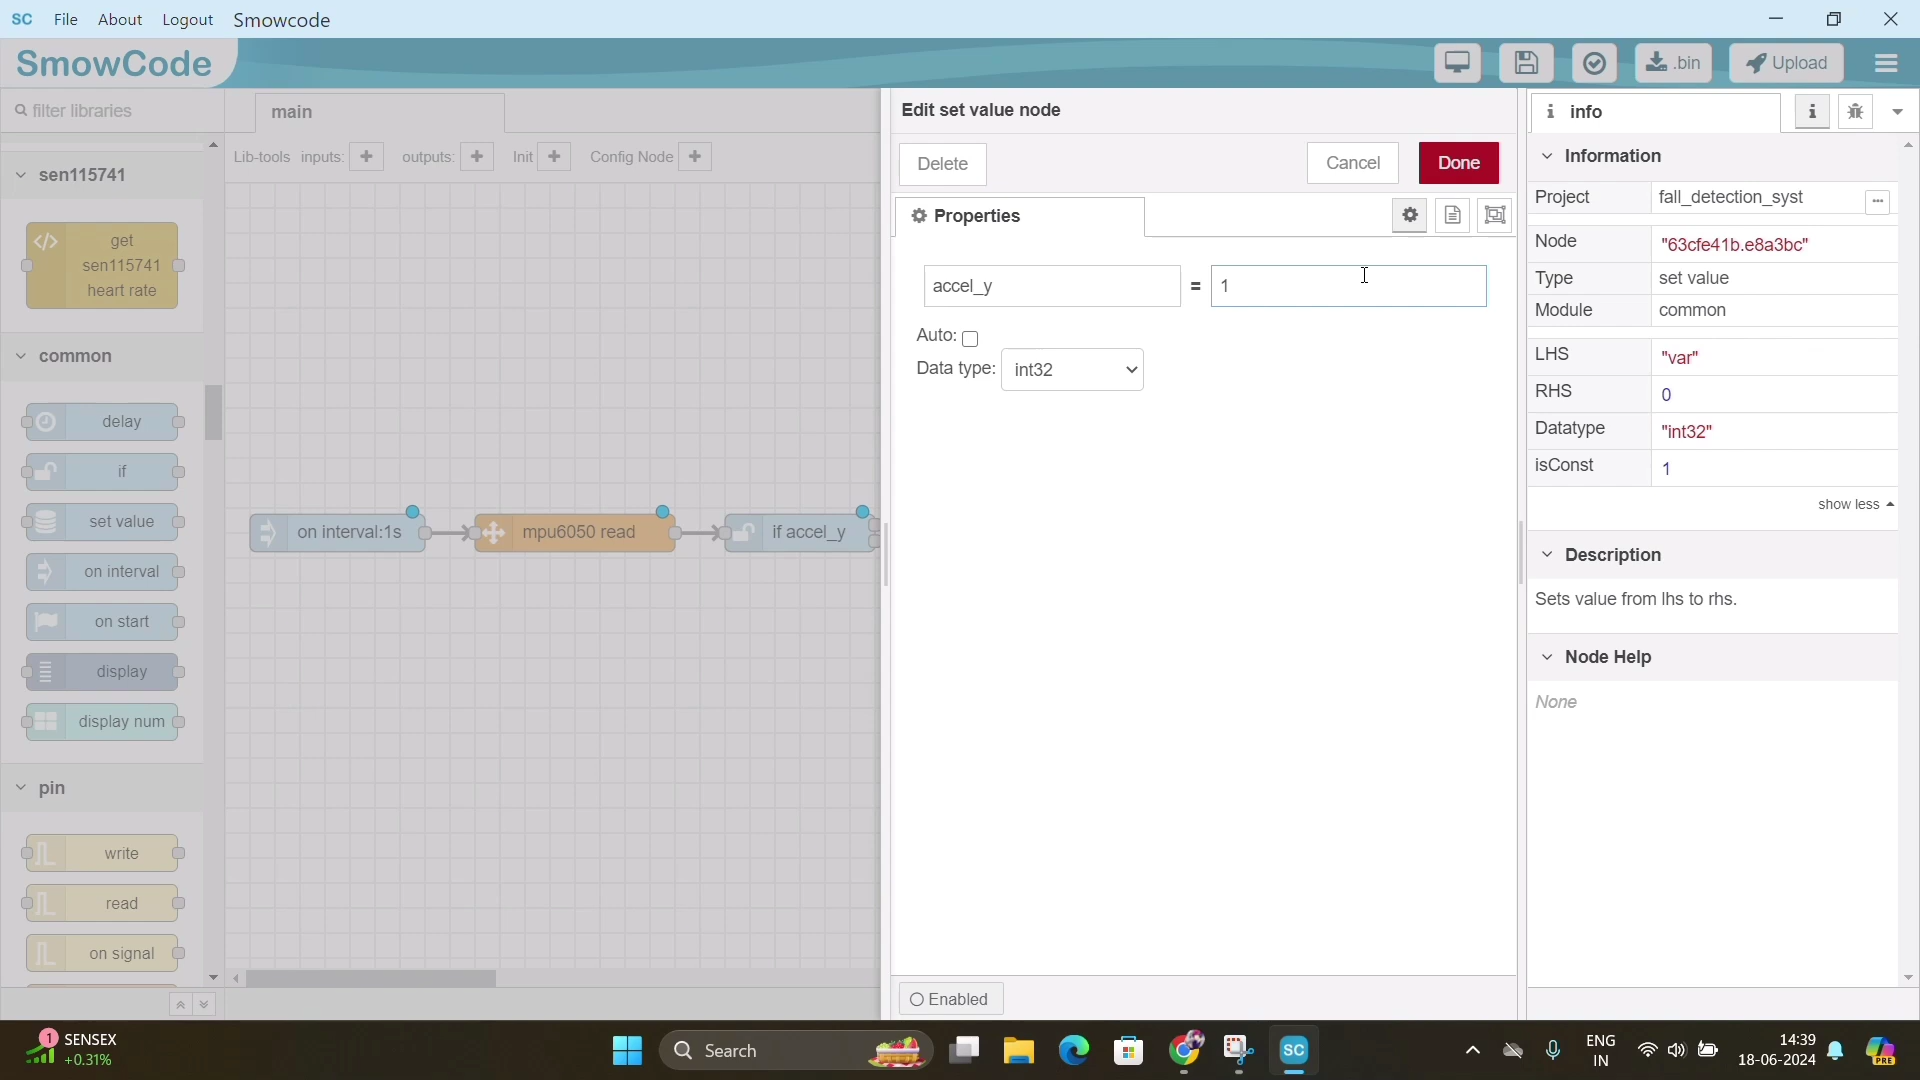 SC File About Logout Smowcode
SmowCode
.bin
Upload
filter libraries
main
Lib-tools inputs: + outputs: + Init + Config Node +
sen115741
get
sen115741
heart rate
common
delay
if
set value
on interval
on start
display
display num
pin
write
read
on signal
on interval:1s
mpu6050 read
if accel_y
Edit set value node
Delete
Cancel
Done
Properties
accel_y = 1
Auto:
Data type: int32
Enabled
i info
i
Information
Project fall_detection_syst ...
Node "63cfe41b.e8a3bc"
Type set value
Module common
LHS "var"
RHS 0
Datatype "int32"
isConst 1
show less
Description
Sets value from lhs to rhs.
Node Help
None
1
SENSEX
+0.31%
Search
SC
ENG
IN
14:39
18-06-2024
PRE